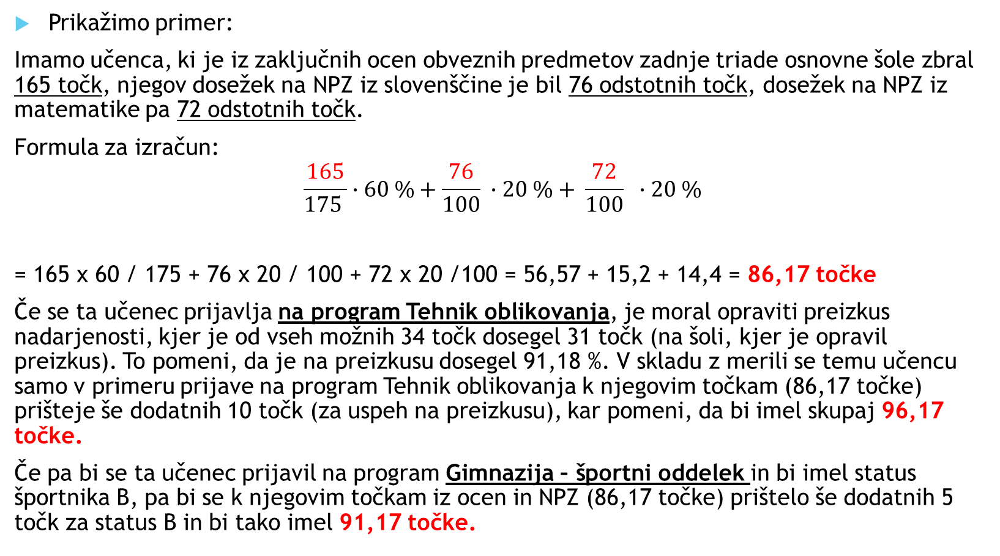 Prikažimo primer:
Imamo učenca, ki je iz zaključnih ocen obveznih predmetov zadnje triade osnovne šole zbral
165 točk, njegov dosežek na NPZ iz slovenščine je bil 76 odstotnih točk, dosežek na NPZ iz
matematike pa 72 odstotnih točk.
Formula za izračun:
165/175 · 60 % + 76/100 · 20 % + 72/100 · 20 %
= 165 x 60 / 175 + 76 x 20 / 100 + 72 x 20 /100 = 56,57 + 15,2 + 14,4 = 86,17 točke
Če se ta učenec prijavlja na program Tehnik oblikovanja, je moral opraviti preizkus
nadarjenosti, kjer je od vseh možnih 34 točk dosegel 31 točk (na šoli, kjer je opravil
preizkus). To pomeni, da je na preizkusu dosegel 91,18 %. V skladu z merili se temu učencu
samo v primeru prijave na program Tehnik oblikovanja k njegovim točkam (86,17 točke)
prišteje še dodatnih 10 točk (za uspeh na preizkusu), kar pomeni, da bi imel skupaj 96,17
točke.
Če pa bi se ta učenec prijavil na program Gimnazija – športni oddelek in bi imel status
športnika B, pa bi se k njegovim točkam iz ocen in NPZ (86,17 točke) prištelo še dodatnih 5
točk za status B in bi tako imel 91,17 točke.